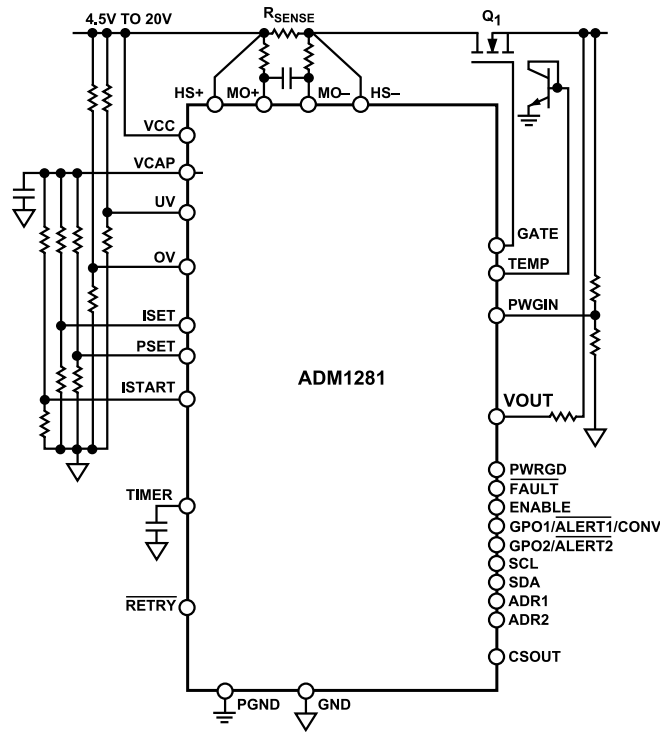 4.5V TO 20V
RSENSE
Q1
HS+
MO+
MO–
HS–
VCC
VCAP
UV
OV
ISET
PSET
ISTART
TIMER
RETRY
GATE
TEMP
PWGIN
VOUT
ADM1281
PWRGD
FAULT
ENABLE
GPO1/ALERT1/CONV
GPO2/ALERT2
SCL
SDA
ADR1
ADR2
CSOUT
PGND
GND